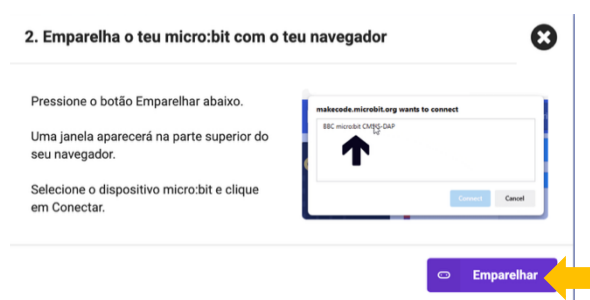 2. Emparelha o teu micro:bit com o teu navegador
Pressione o botão Emparelhar abaixo.
Uma janela aparecerá na parte superior do
seu navegador.
Selecione o dispositivo micro:bit e clique
em Conectar.
makecode.microbit.org wants to connect
BBC micro:bit CMSIS-DAP
Connect
Cancel
Emparelhar